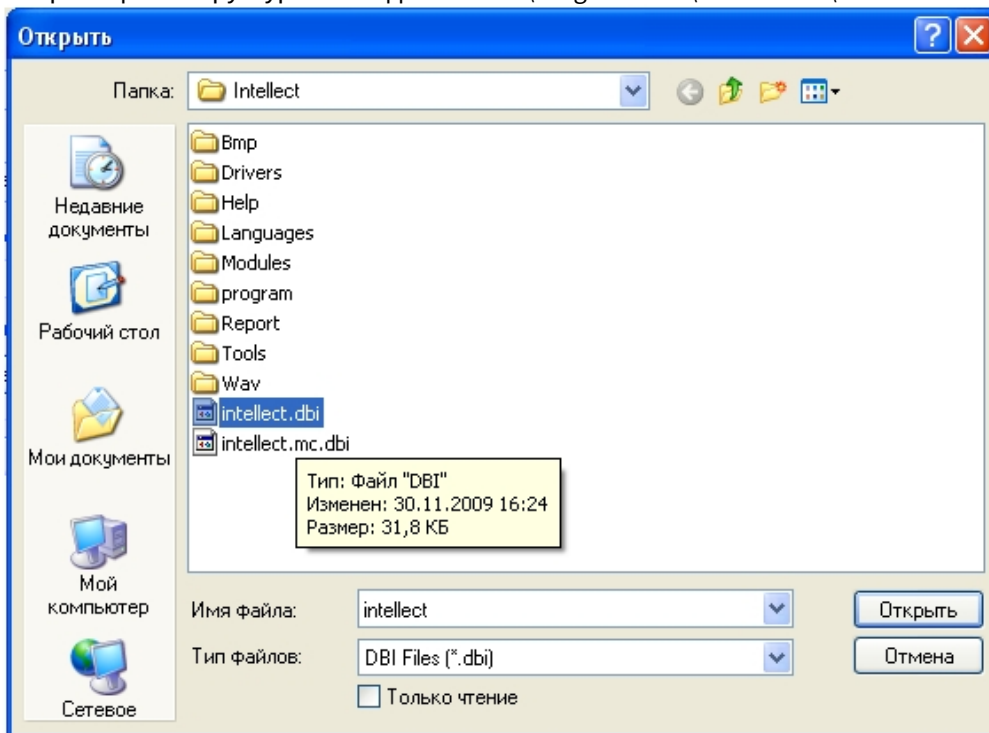 Открыть
Папка:
Intellect
Недавние
документы
Рабочий стол
Мои документы
Мой
компьютер
Сетевое
Bmp
Drivers
Help
Languages
Modules
program
Report
Tools
Wav
intellect.dbi
intellect.mc.dbi
Тип: Файл "DBI"
Изменен: 30.11.2009 16:24
Размер: 31,8 КБ
Имя файла:
intellect
Открыть
Тип файлов:
DBI Files (*.dbi)
Отмена
Только чтение